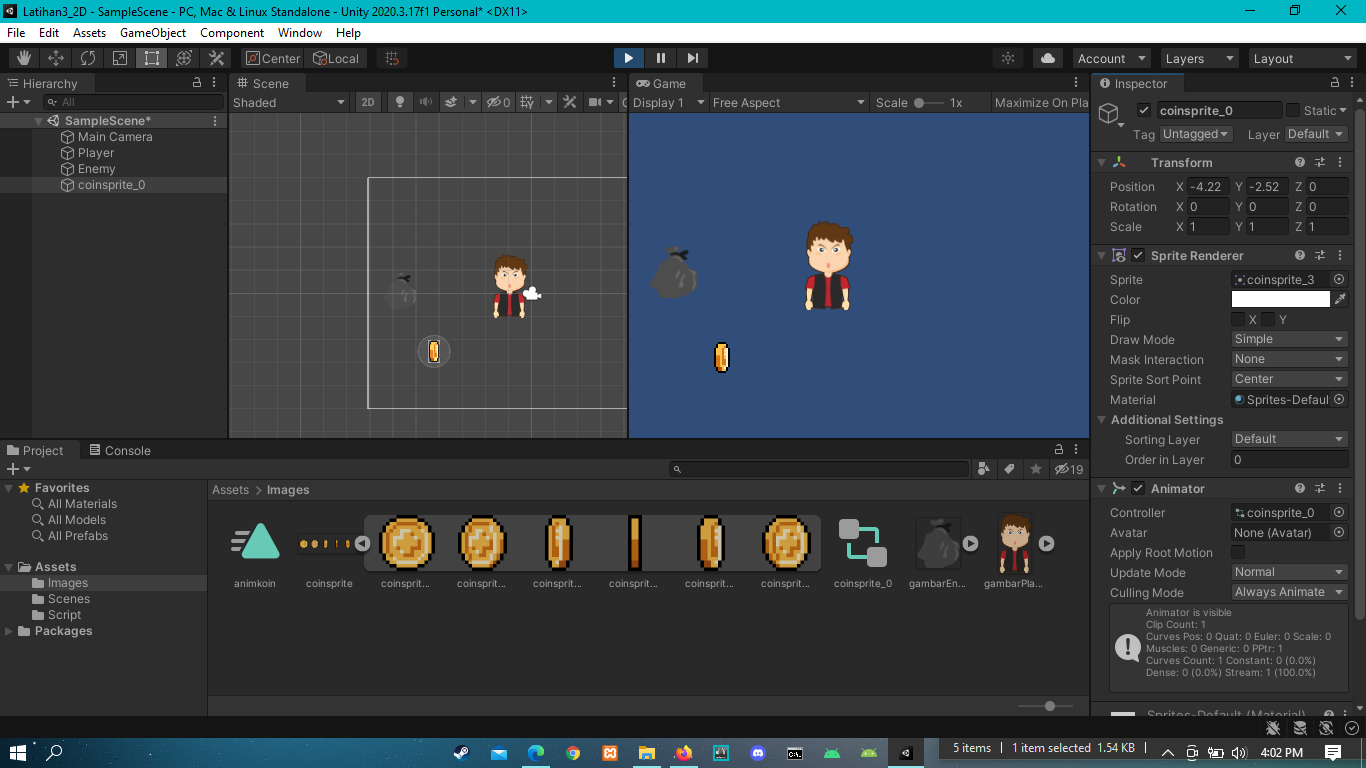 Latihan3_2D - SampleScene - PC, Mac & Linux Standalone - Unity 2020.3.17f1 Personal* <DX11>
File Edit Assets GameObject Component Window Help
Center Local Account Layers Layout
Hierarchy
All
SampleScene*
Main Camera
Player
Enemy
coinsprite_0
Scene
Shaded 2D 0
Game
Display 1 Free Aspect Scale 1x Maximize On Pla
Inspector
coinsprite_0 Static
Tag Untagged Layer Default
Transform
Position X -4.22 Y -2.52 Z 0
Rotation X 0 Y 0 Z 0
Scale X 1 Y 1 Z 1
Sprite Renderer
Sprite coinsprite_3
Color
Flip X Y
Draw Mode Simple
Mask Interaction None
Sprite Sort Point Center
Material Sprites-Defaul
Additional Settings
Sorting Layer Default
Order in Layer 0
Animator
Controller coinsprite_0
Avatar None (Avatar)
Apply Root Motion
Update Mode Normal
Culling Mode Always Animate
Animator is visible
Clip Count: 1
Curves Pos: 0 Quat: 0 Euler: 0 Scale: 0
Muscles: 0 Generic: 0 PPtr: 1
Curves Count: 1 Constant: 0 (0.0%)
Dense: 0 (0.0%) Stream: 1 (100.0%)
Sprites-Default (Material)
Project Console
19
Favorites
All Materials
All Models
All Prefabs
Assets
Images
Scenes
Script
Packages
Assets > Images
animkoin coinsprite coinsprit... coinsprit... coinsprit... coinsprit... coinsprit... coinsprit... coinsprite_0 gambarEn... gambarPla...
5 items 1 item selected 1.54 KB
4:02 PM